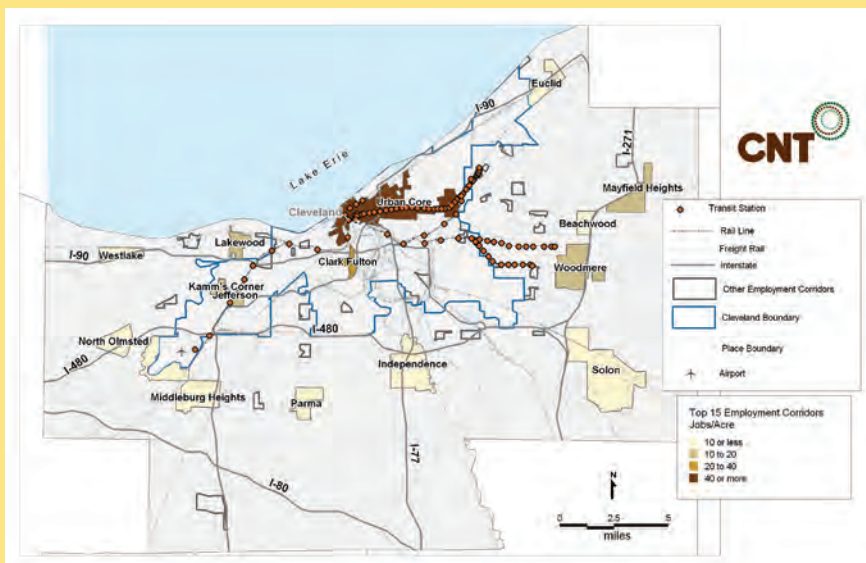 Euclid
I-90
I-271
CNT
Lake Erie
Mayfield Heights
Urban Core
Cleveland
Beachwood
Lakewood
I-90
Westlake
Clark Fulton
Woodmere
Kamm's Corner
Jefferson
I-480
North Olmsted
I-480
Independence
Solon
Middleburg Heights
Parma
I-77
I-80
Transit Station
Rail Line
Freight Rail
Interstate
Other Employment Corridors
Cleveland Boundary
Place Boundary
Airport
Top 15 Employment Corridors
Jobs/Acre
10 or less
10 to 20
20 to 40
40 or more
N
0 2.5 5
miles